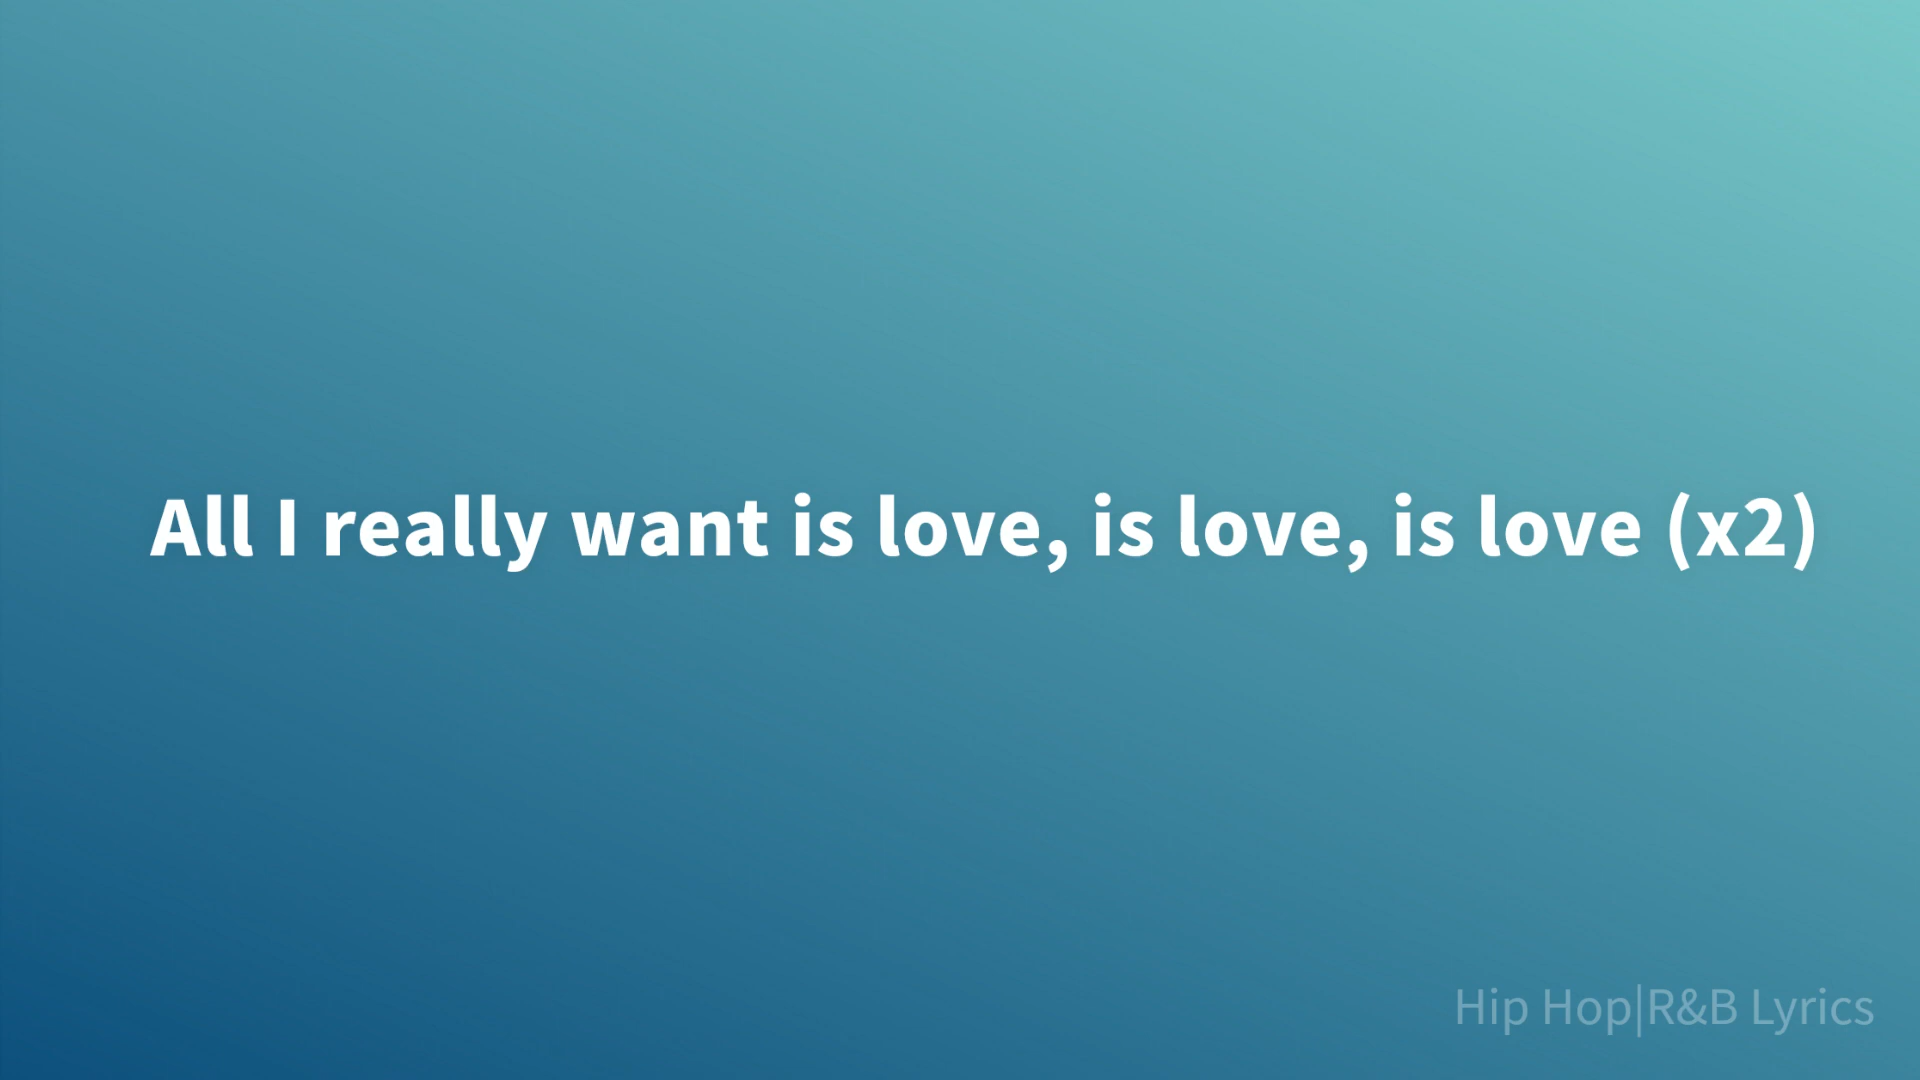 All I really want is love, is love, is love (x2)
Hip Hop|R&B Lyrics